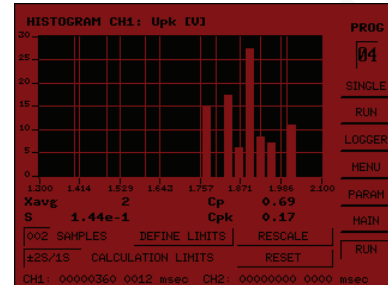 HISTOGRAM CH1: Upk [V]
PROG
04
SINGLE
RUN
LOGGER
MENU
PARAM
MAIN
RUN
30
25
20
15
10
5
0
1.200 1.414 1.529 1.643 1.757 1.871 1.986 2.100
Xavg 2 Cp 0.69
S 1.44e-1 Cpk 0.17
002 SAMPLES DEFINE LIMITS RESCALE
±2S/1S CALCULATION LIMITS RESET
CH1: 00000360 0012 msec CH2: 00000000 0000 msec